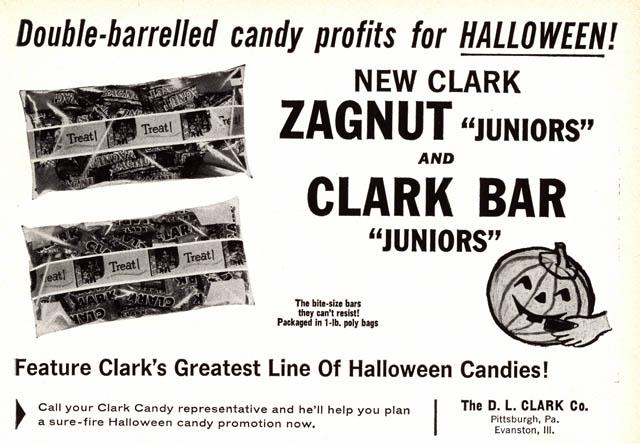 Double-barrelled candy profits for HALLOWEEN!
NEW CLARK
ZAGNUT "JUNIORS"
AND
CLARK BAR
"JUNIORS"
Treat! Treat!
Treat! Treat!
CLARK
The bite-size bars
they can't resist!
Packaged in 1-lb. poly bags
Feature Clark's Greatest Line Of Halloween Candies!
Call your Clark Candy representative and he'll help you plan
a sure-fire Halloween candy promotion now.
The D. L. CLARK Co.
Pittsburgh, Pa.
Evanston, Ill.